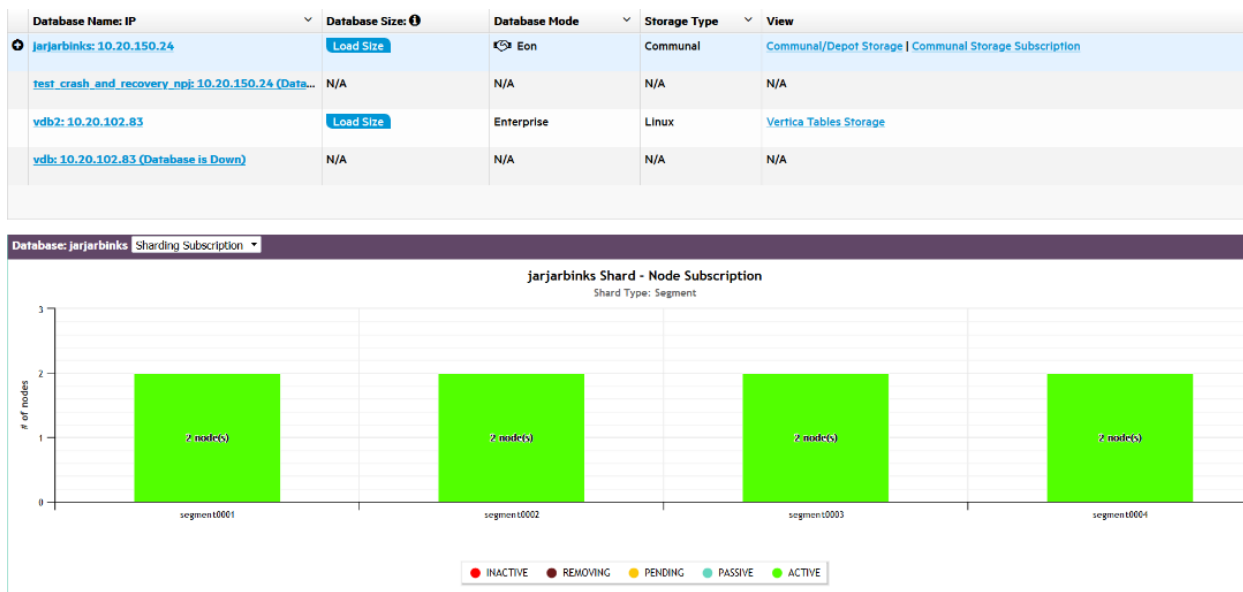 Database Name: IP Database Size: Database Mode Storage Type View
jarjarbinks: 10.20.150.24 Load Size Eon Communal Communal/Depot Storage | Communal Storage Subscription
test_crash_and_recovery_npj: 10.20.150.24 (Data... N/A N/A N/A N/A
vdb2: 10.20.102.83 Load Size Enterprise Linux Vertica Tables Storage
vdb: 10.20.102.83 (Database is Down) N/A N/A N/A N/A
Database: jarjarbinks Sharding Subscription
jarjarbinks Shard - Node Subscription
Shard Type: Segment
# of nodes
3
2
1
0
2 node(s) 2 node(s) 2 node(s) 2 node(s)
segment0001 segment0002 segment0003 segment0004
INACTIVE REMOVING PENDING PASSIVE ACTIVE